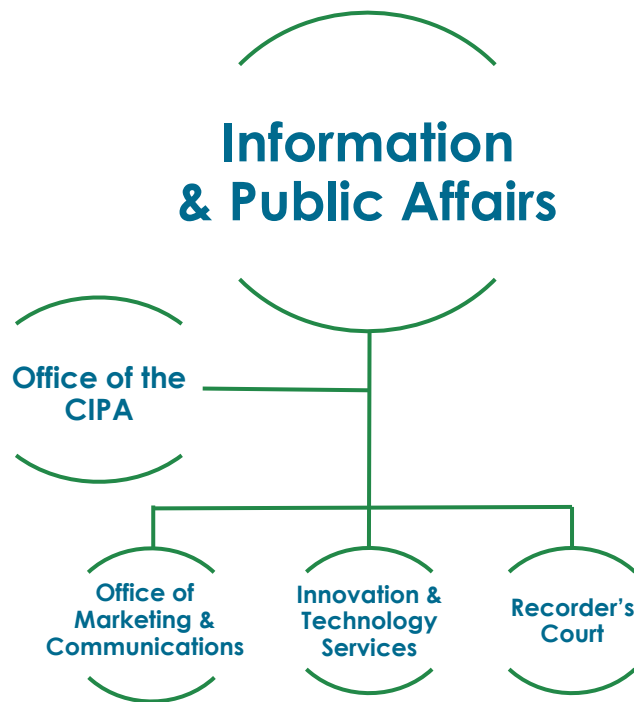 Information
& Public Affairs
Office of the
CIPA
Office of
Marketing &
Communications
Innovation &
Technology
Services
Recorder's
Court